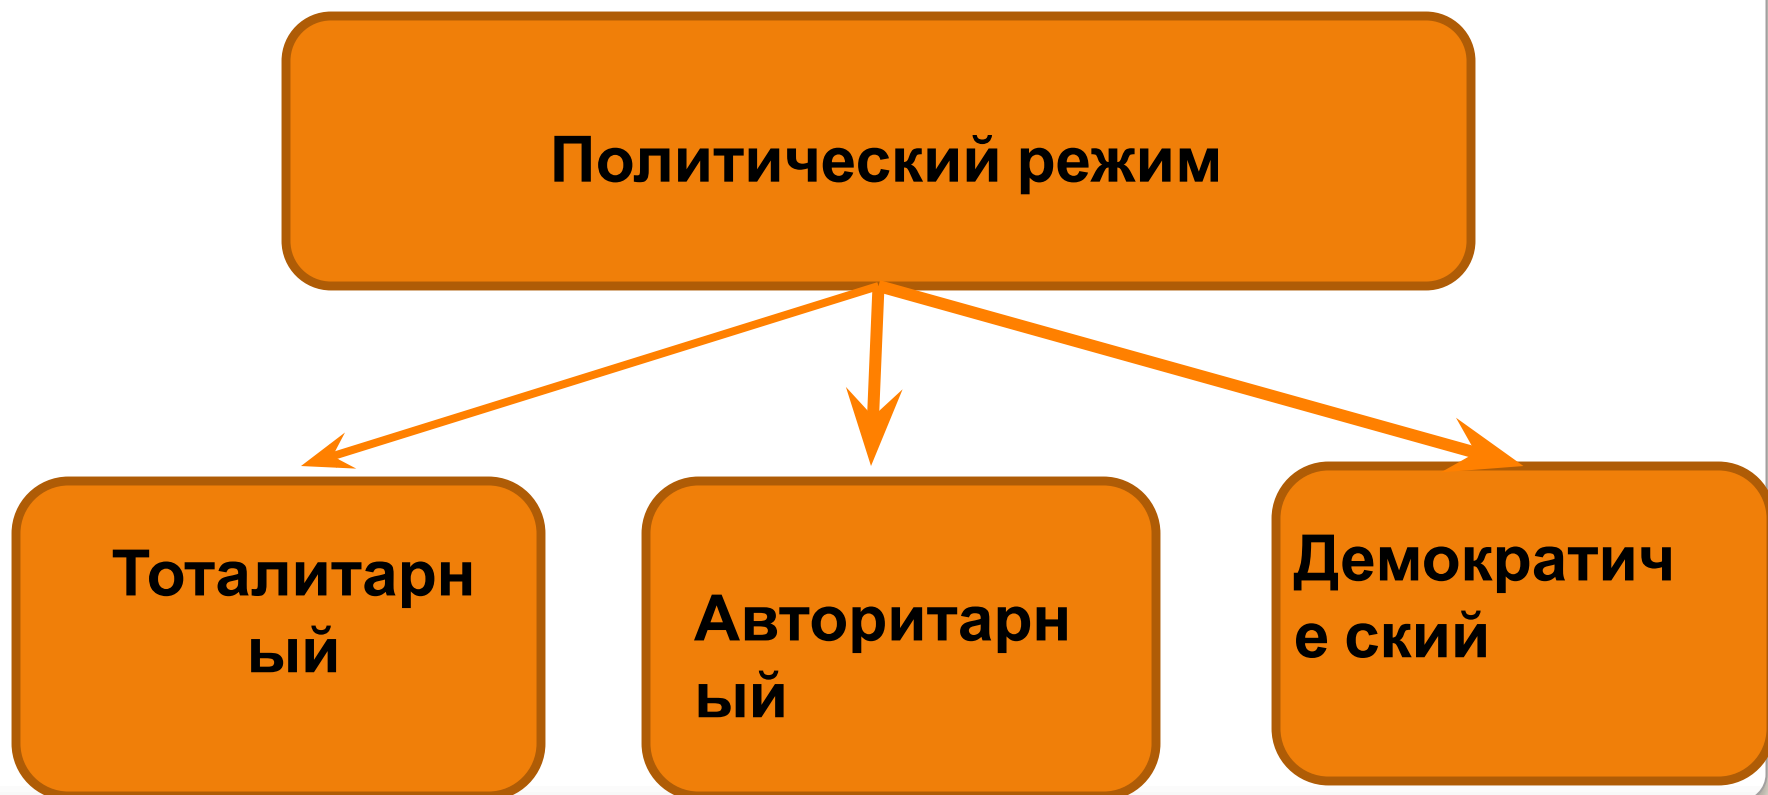 Политический режим
Тоталитарн
ый
Авторитарн
ый
Демократич
е ский